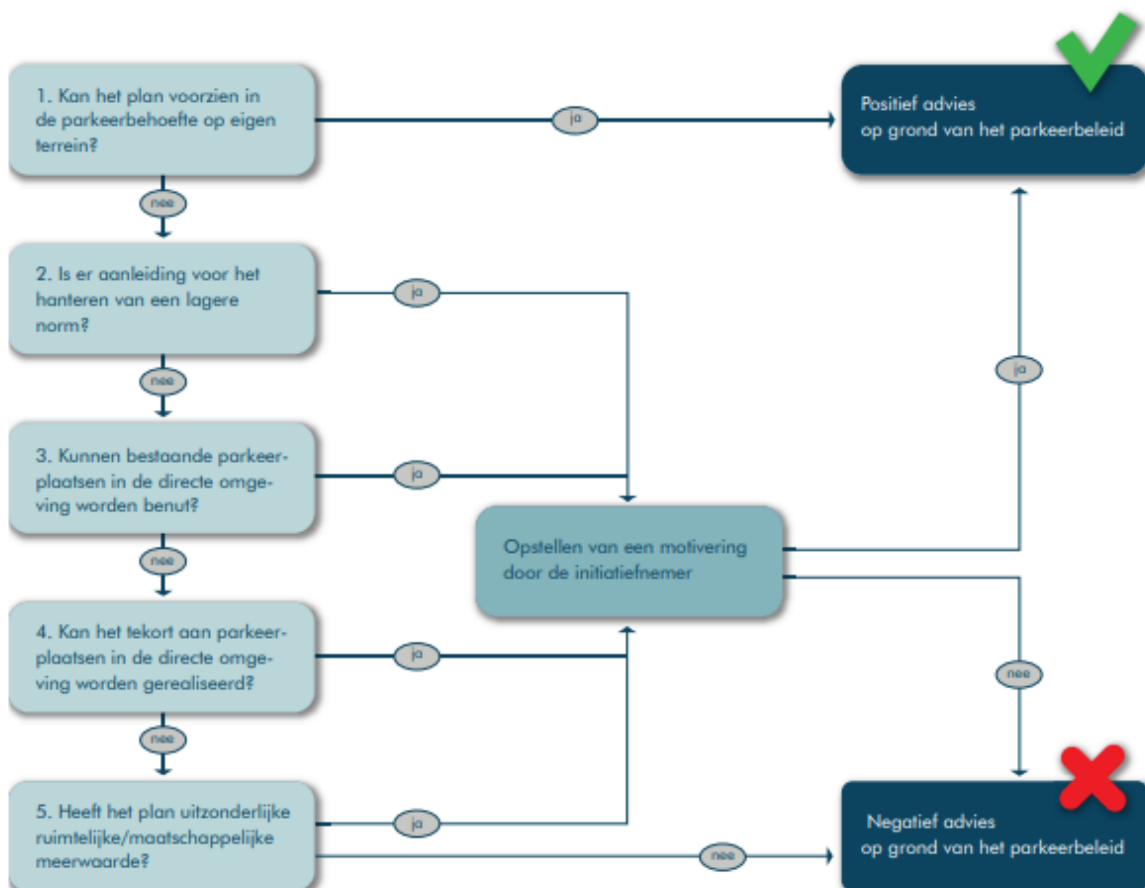 1. Kan het plan voorzien in
de parkeerbehoefte op eigen
terrein?
ja
Positief advies
op grond van het parkeerbeleid
nee
2. Is er aanleiding voor het
hanteren van een lagere
norm?
ja
ja
nee
3. Kunnen bestaande parkeer-
plaatsen in de directe omge-
ving worden benut?
ja
nee
Opstellen van een motivering
door de initiatiefnemer
4. Kan het tekort aan parkeer-
plaatsen in de directe omge-
ving worden gerealiseerd?
ja
nee
nee
5. Heeft het plan uitzonderlijke
ruimtelijke/maatschappelijke
meerwaarde?
ja
nee
Negatief advies
op grond van het parkeerbeleid